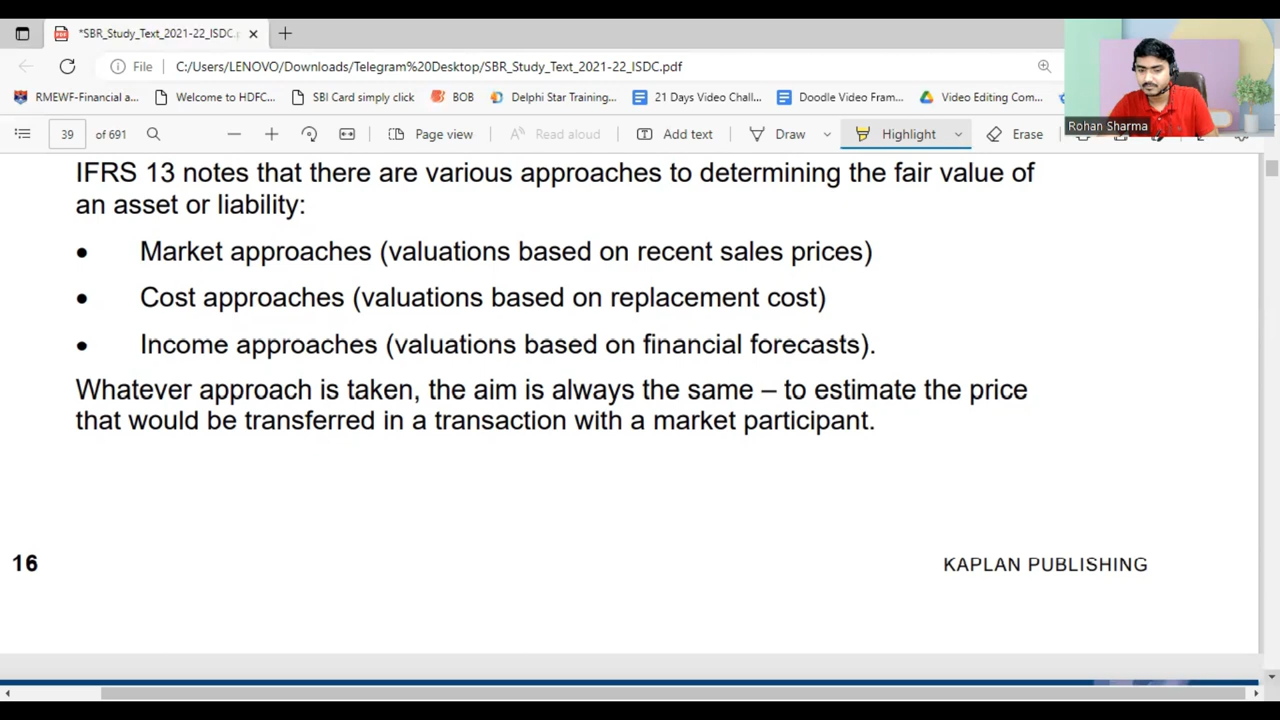 *SBR_Study_Text_2021-22_ISDC.p
File C:/Users/LENOVO/Downloads/Telegram%20Desktop/SBR_Study_Text_2021-22_ISDC.pdf
RMEWF-Financial a... Welcome to HDFC... SBI Card simply click BOB Delphi Star Training... 21 Days Video Chall... Doodle Video Fram... Video Editing Com...
Rohan Sharma
39 of 691 Page view Read aloud Add text Draw Highlight Erase
IFRS 13 notes that there are various approaches to determining the fair value of
an asset or liability:
• Market approaches (valuations based on recent sales prices)
• Cost approaches (valuations based on replacement cost)
• Income approaches (valuations based on financial forecasts).
Whatever approach is taken, the aim is always the same – to estimate the price
that would be transferred in a transaction with a market participant.
16 KAPLAN PUBLISHING